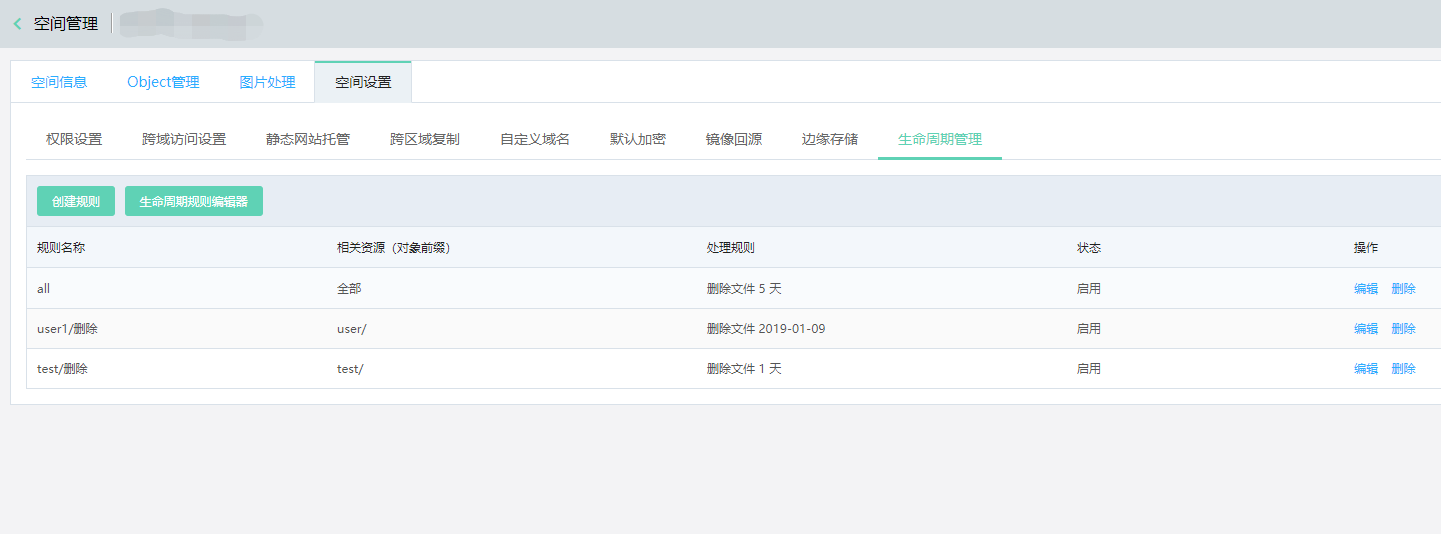 空间管理
空间信息 Object管理 图片处理 空间设置
权限设置 跨域访问设置 静态网站托管 跨区域复制 自定义域名 默认加密 镜像回源 边缘存储 生命周期管理
创建规则 生命周期规则编辑器
规则名称 相关资源（对象前缀） 处理规则 状态 操作
all 全部 删除文件 5 天 启用 编辑 删除
user1/删除 user/ 删除文件 2019-01-09 启用 编辑 删除
test/删除 test/ 删除文件 1 天 启用 编辑 删除